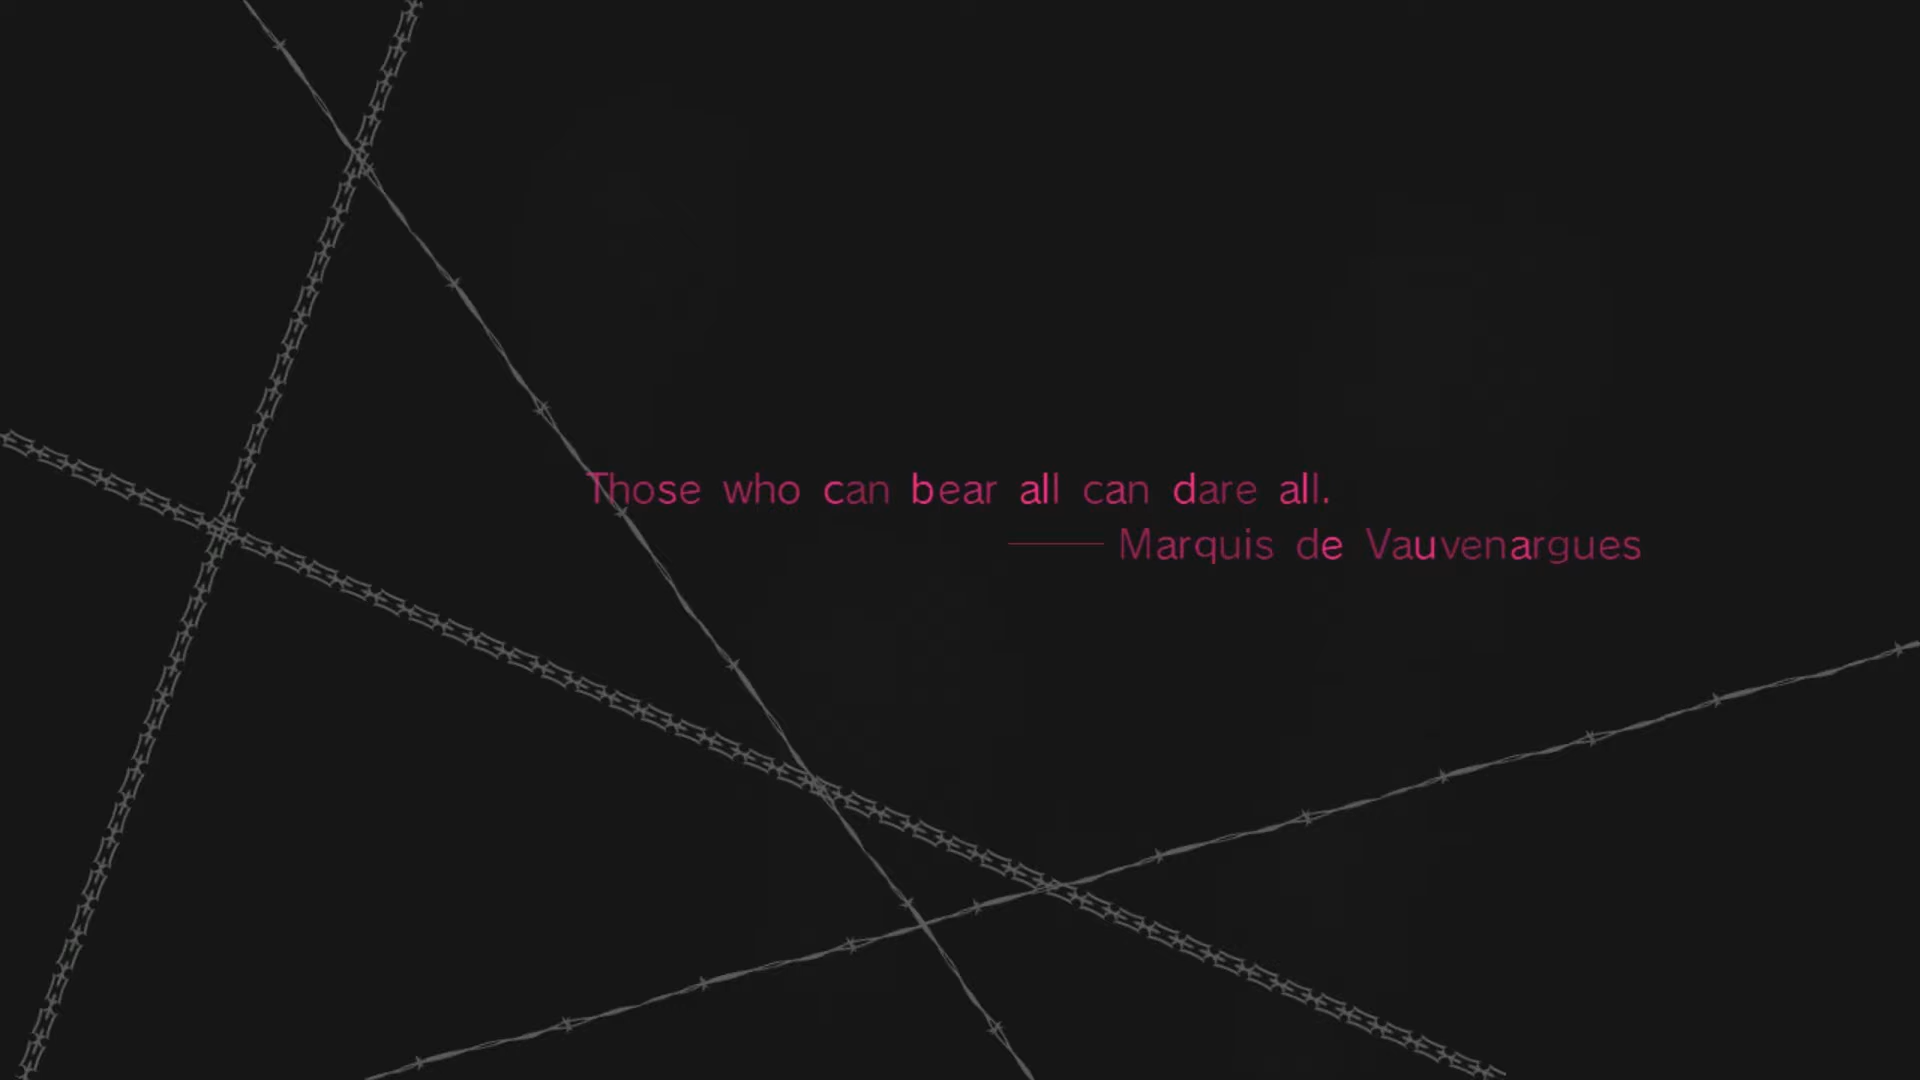 Those who can bear all can dare all.
—— Marquis de Vauvenargues